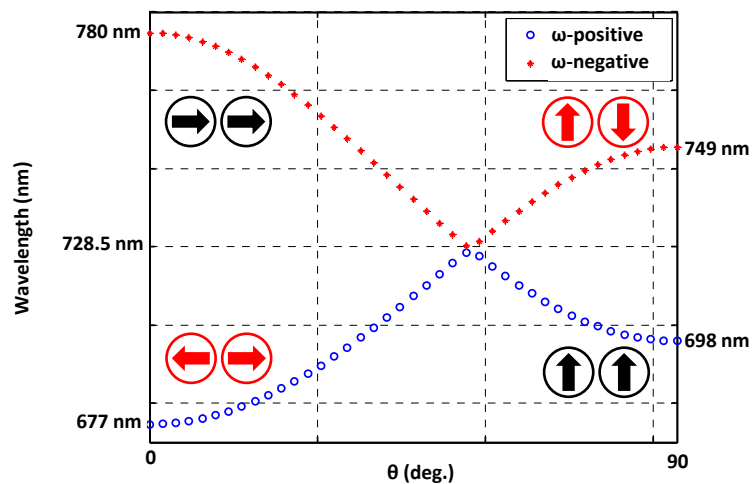 780 nm
ω-positive
ω-negative
749 nm
Wavelength (nm)
728.5 nm
698 nm
677 nm
0
90
θ (deg.)